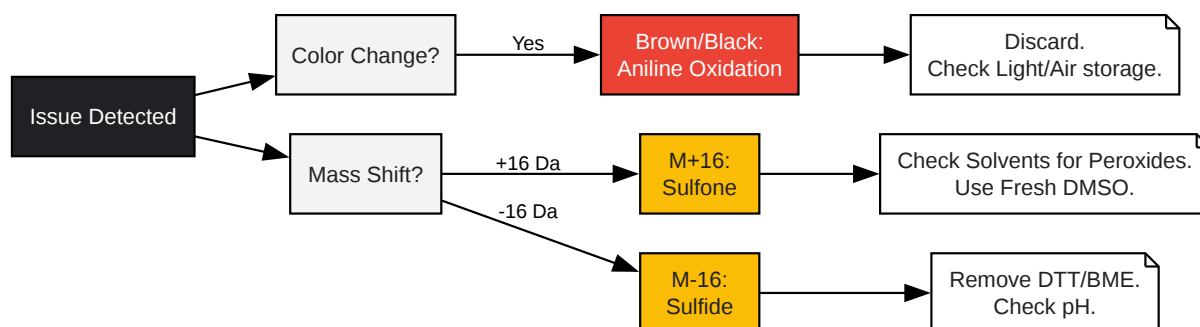 Issue Detected
Color Change?
Yes
Brown/Black:
Aniline Oxidation
Discard.
Check Light/Air storage.
Mass Shift?
+16 Da
M+16:
Sulfone
Check Solvents for Peroxides.
Use Fresh DMSO.
-16 Da
M-16:
Sulfide
Remove DTT/BME.
Check pH.